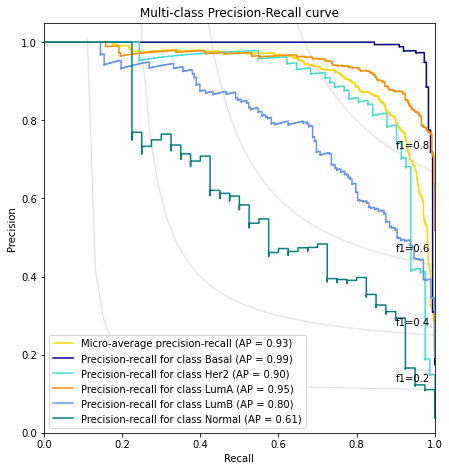 Multi-class Precision-Recall curve
1.0
0.8
0.6
0.4
0.2
0.0
Precision
f1=0.8
f1=0.6
f1=0.4
f1=0.2
Micro-average precision-recall (AP = 0.93)
Precision-recall for class Basal (AP = 0.99)
Precision-recall for class Her2 (AP = 0.90)
Precision-recall for class LumA (AP = 0.95)
Precision-recall for class LumB (AP = 0.80)
Precision-recall for class Normal (AP = 0.61)
0.0 0.2 0.4 0.6 0.8 1.0
Recall